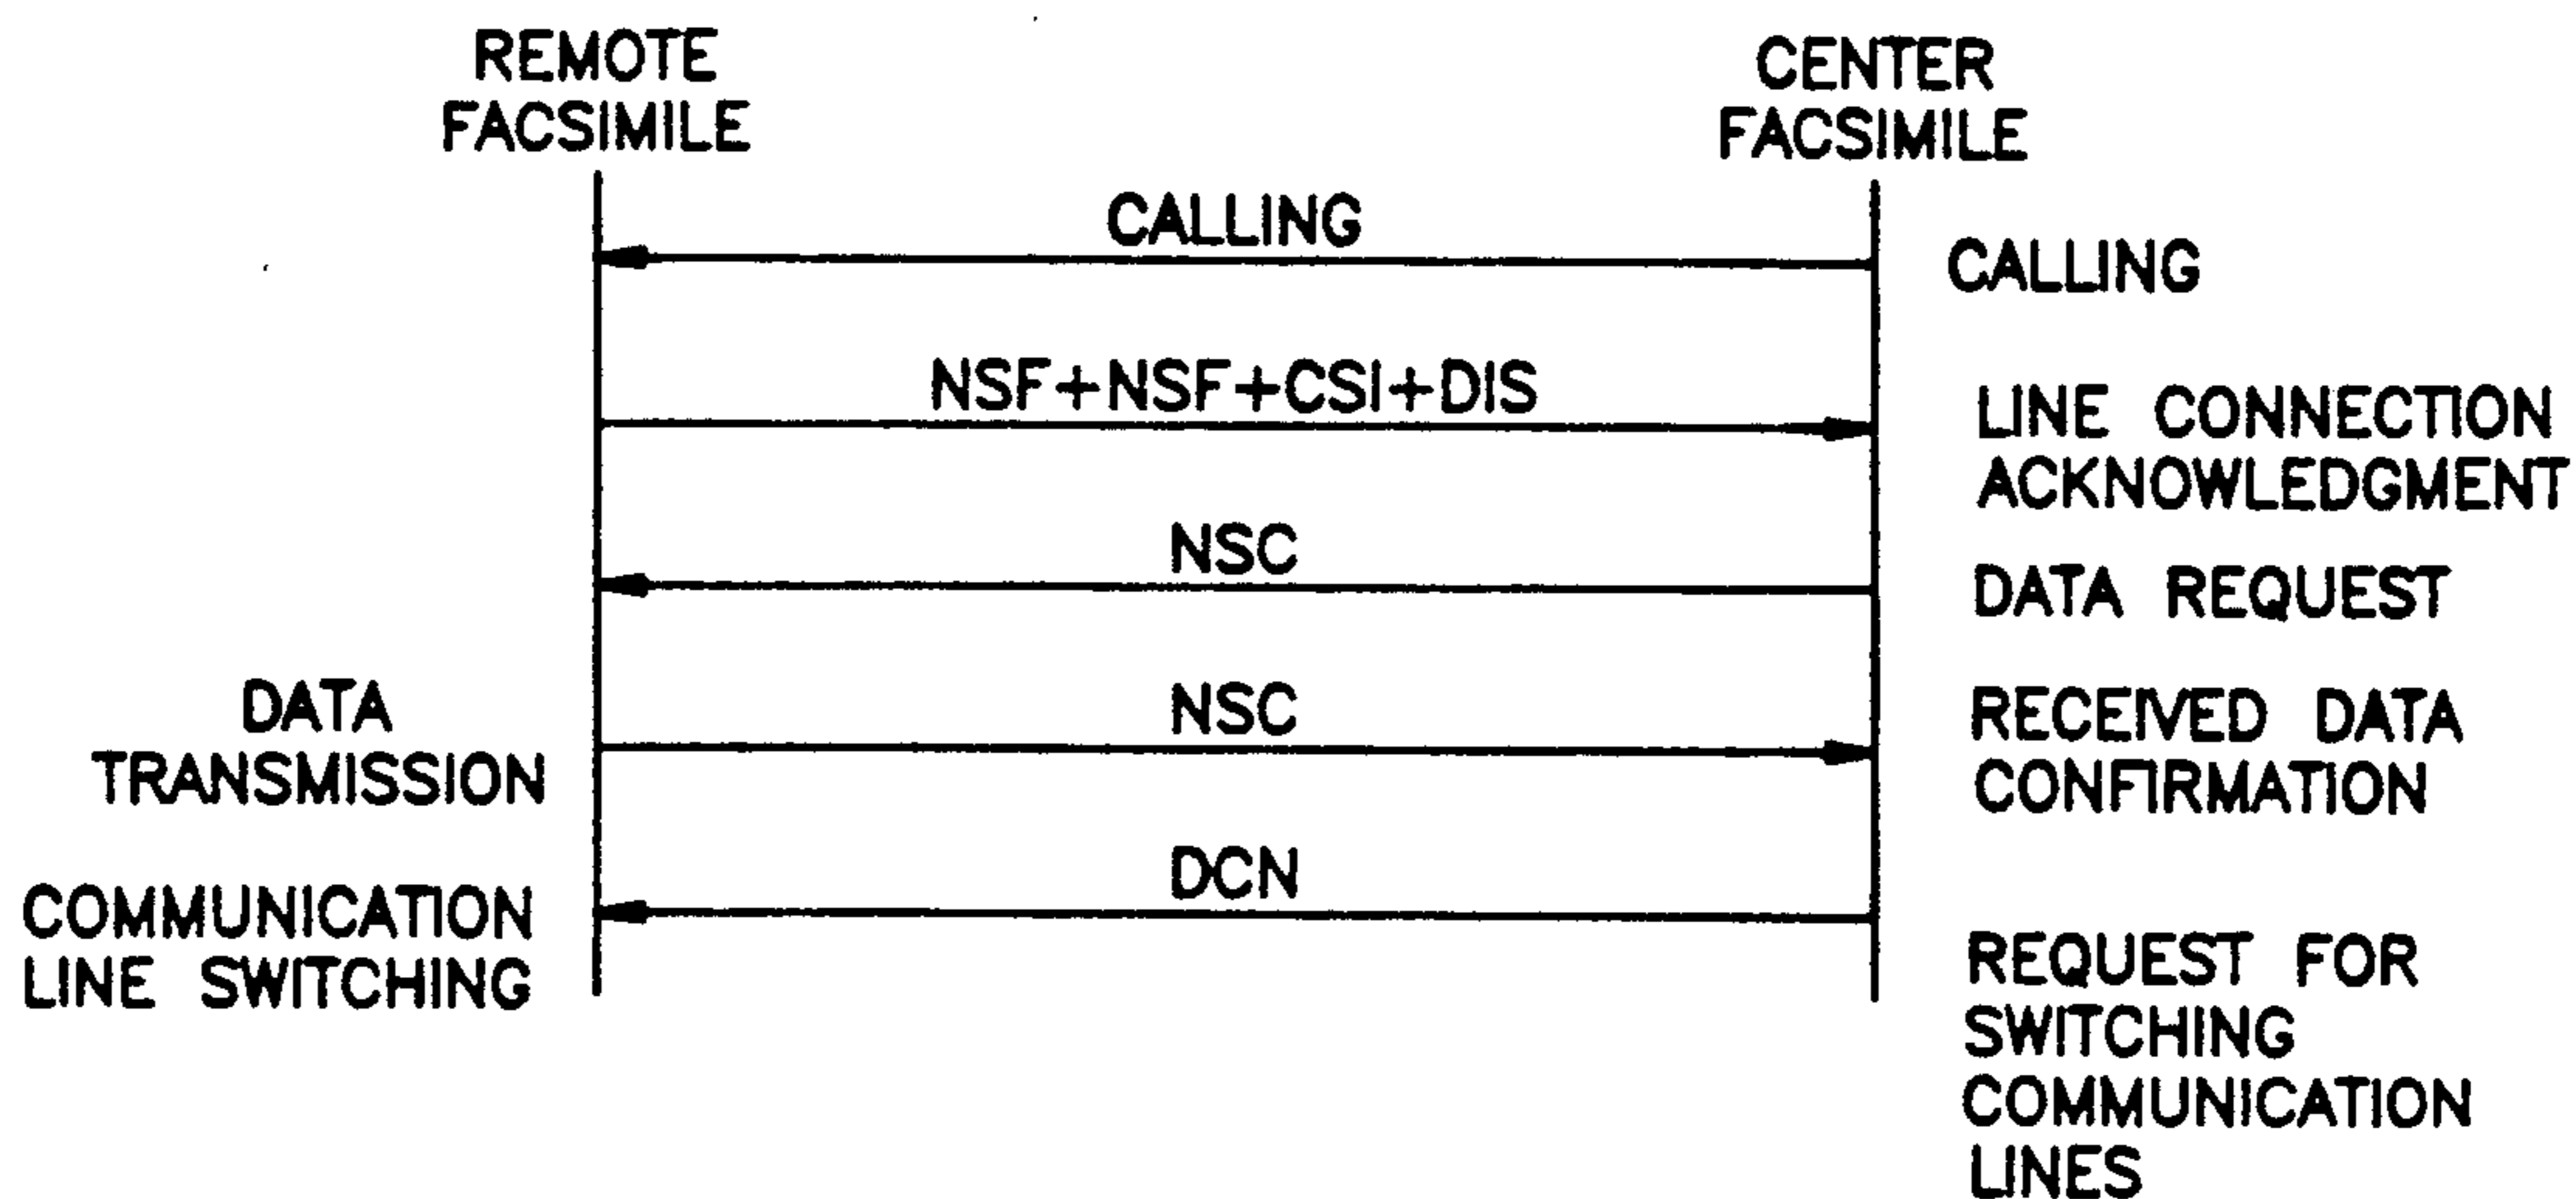 REMOTE
FACSIMILE
CENTER
FACSIMILE
CALLING
CALLING
NSF+NSF+CSI+DIS
LINE CONNECTION
ACKNOWLEDGMENT
NSC
DATA REQUEST
DATA
TRANSMISSION
NSC
RECEIVED DATA
CONFIRMATION
DCN
COMMUNICATION
LINE SWITCHING
REQUEST FOR
SWITCHING
COMMUNICATION
LINES